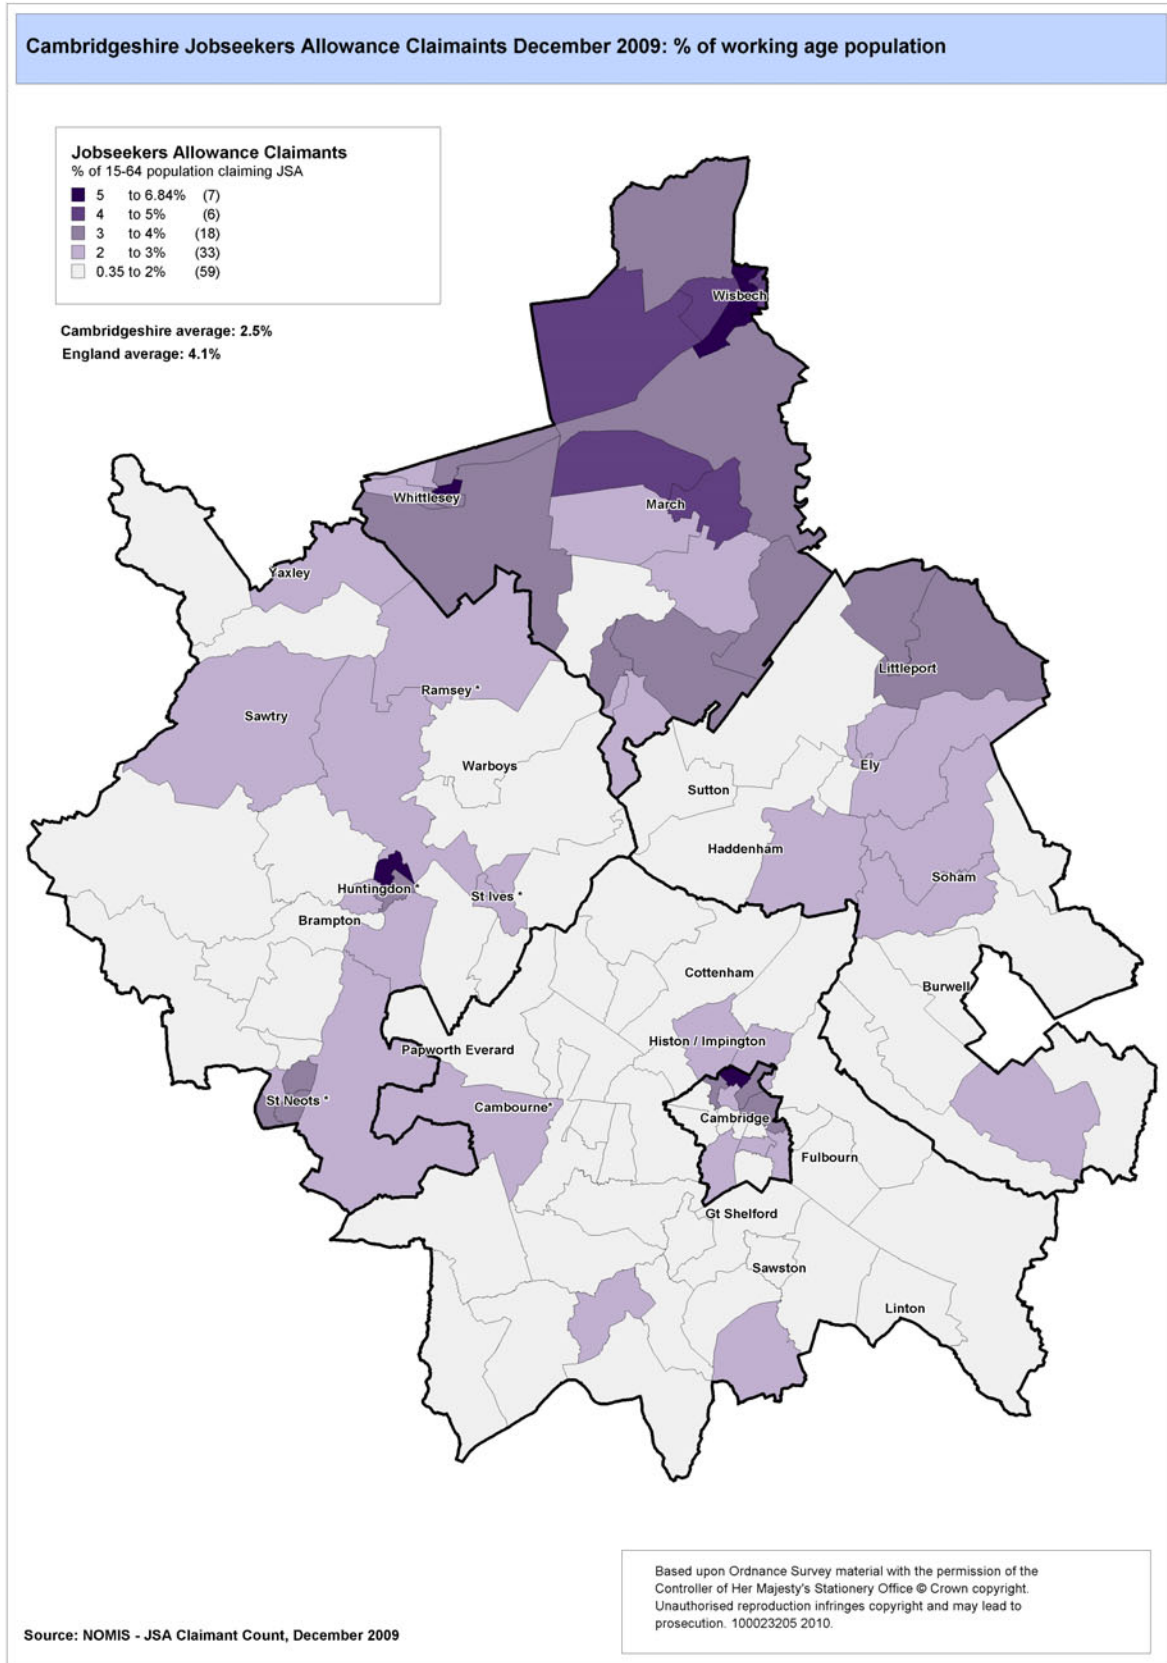 Cambridgeshire Jobseekers Allowance Claimaints December 2009: % of working age population
Jobseekers Allowance Claimants
% of 15-64 population claiming JSA
5 to 6.84% (7)
4 to 5% (6)
3 to 4% (18)
2 to 3% (33)
0.35 to 2% (59)
Cambridgeshire average: 2.5%
England average: 4.1%
Wisbech
Whittlesey
March
Yaxley
Littleport
Ramsey *
Sawtry
Warboys
Ely
Sutton
Haddenham
Soham
Huntingdon *
St Ives *
Brampton
Cottenham
Burwell
Histon / Impington
Papworth Everard
St Neots *
Cambourne*
Cambridge
Fulbourn
Gt Shelford
Sawston
Linton
Based upon Ordnance Survey material with the permission of the
Controller of Her Majesty's Stationery Office © Crown copyright.
Unauthorised reproduction infringes copyright and may lead to
prosecution. 100023205 2010.
Source: NOMIS - JSA Claimant Count, December 2009